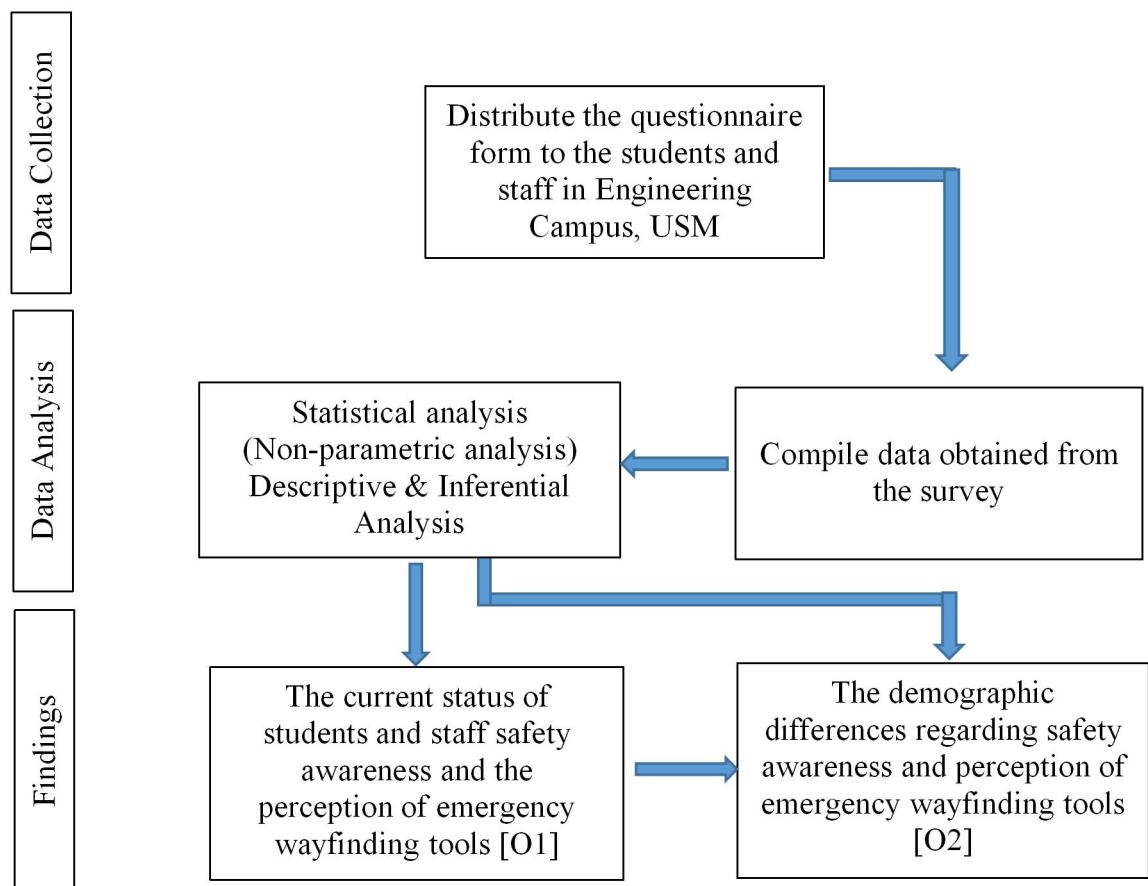 Data Collection
Distribute the questionnaire
form to the students and
staff in Engineering
Campus, USM
Data Analysis
Statistical analysis
(Non-parametric analysis)
Descriptive & Inferential
Analysis
Compile data obtained from
the survey
Findings
The current status of
students and staff safety
awareness and the
perception of emergency
wayfinding tools [O1]
The demographic
differences regarding safety
awareness and perception of
emergency wayfinding tools
[O2]